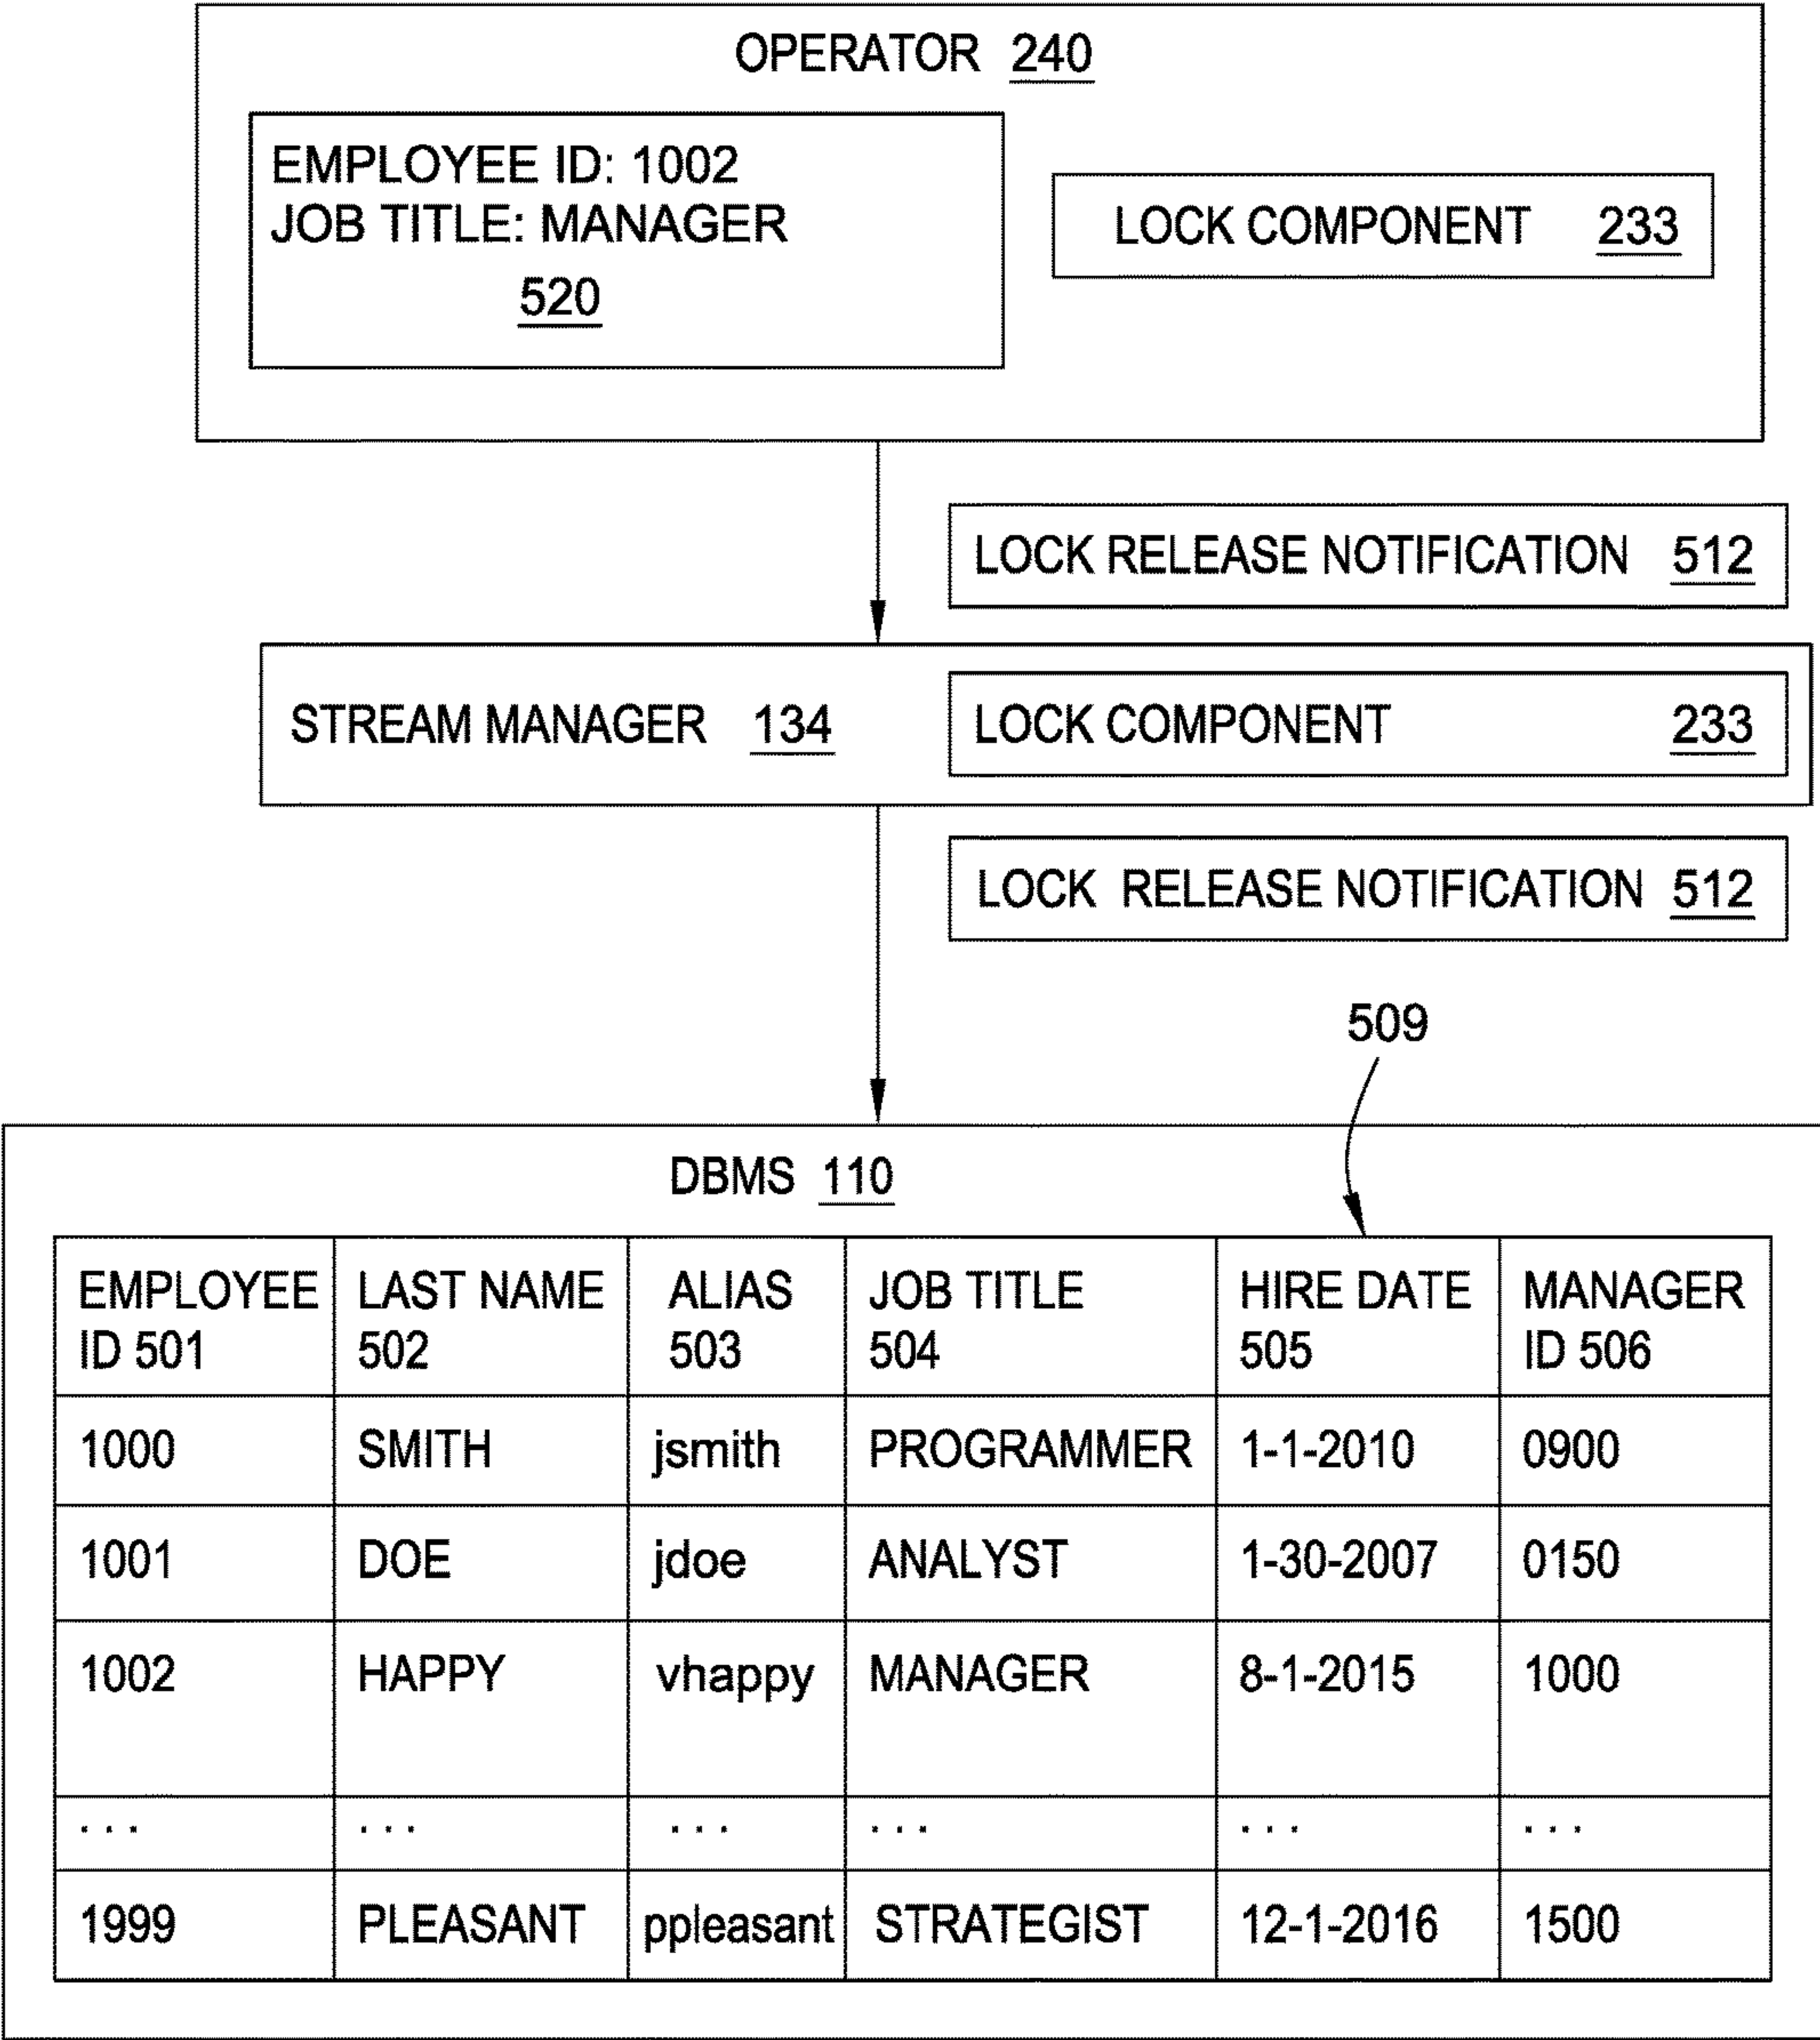 OPERATOR 240
EMPLOYEE ID: 1002
JOB TITLE: MANAGER
520
LOCK COMPONENT 233
LOCK RELEASE NOTIFICATION 512
STREAM MANAGER 134
LOCK COMPONENT 233
LOCK RELEASE NOTIFICATION 512
509
DBMS 110
EMPLOYEE ID 501 LAST NAME 502 ALIAS 503 JOB TITLE 504 HIRE DATE 505 MANAGER ID 506
1000 SMITH jsmith PROGRAMMER 1-1-2010 0900
1001 DOE jdoe ANALYST 1-30-2007 0150
1002 HAPPY vhappy MANAGER 8-1-2015 1000
... ... ... ... ... ...
1999 PLEASANT ppleasant STRATEGIST 12-1-2016 1500